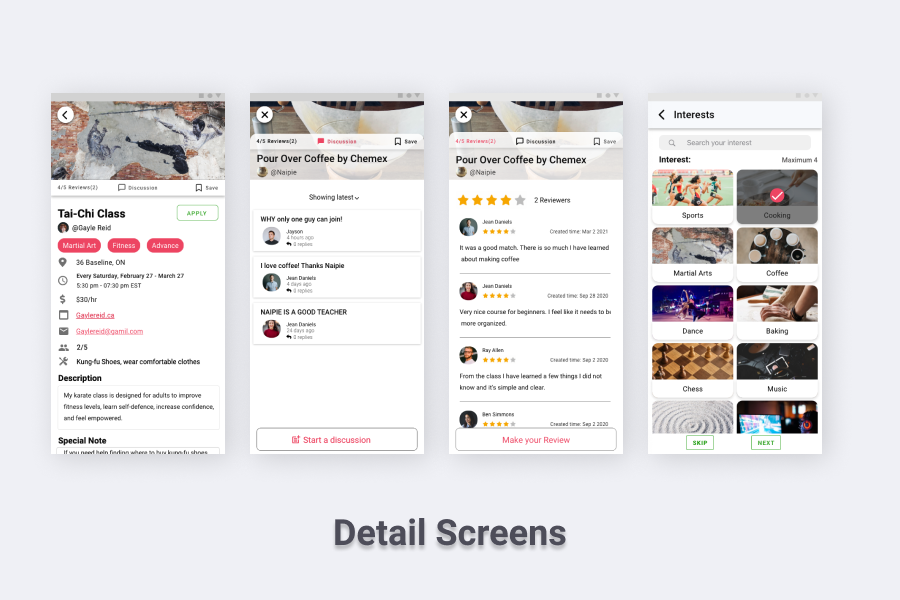 4/5 Reviews(2)
Discussion
Save
Tai-Chi Class
APPLY
@Gayle Reid
Martial Art
Fitness
Advance
36 Baseline, ON
Every Saturday, February 27 - March 27
5:30 pm - 07:30 pm EST
$30/hr
Gaylereid.ca
Gaylereid@gamil.com
2/5
Kung-fu Shoes, wear comfortable clothes
Description
My karate class is designed for adults to improve
fitness levels, learn self-defence, increase confidence,
and feel empowered.
Special Note
If you need help finding where to buy kung-fu shoes
4/5 Reviews(2)
Discussion
Save
Pour Over Coffee by Chemex
@Naipie
Showing latest
WHY only one guy can join!
Jayson
4 hours ago
0 replies
I love coffee! Thanks Naipie
Jean Daniels
4 days ago
0 replies
NAIPIE IS A GOOD TEACHER
Jean Daniels
24 days ago
0 replies
Start a discussion
4/5 Reviews(2)
Discussion
Save
Pour Over Coffee by Chemex
@Naipie
2 Reviewers
Jean Daniels
Created time: Mar 2 2021
It was a good match. There is so much I have learned
about making coffee
Jean Daniels
Created time: Sep 28 2020
Very nice course for beginners. I feel like it needs to be
more organized.
Ray Allen
Created time: Sep 2 2020
From the class I have learned a few things I did not
know and it's simple and clear.
Ben Simmons
Created time: Sep 2 2020
Make your Review
Interests
Search your interest
Interest:
Maximum 4
Sports
Cooking
Martial Arts
Coffee
Dance
Baking
Chess
Music
SKIP
NEXT
Detail Screens